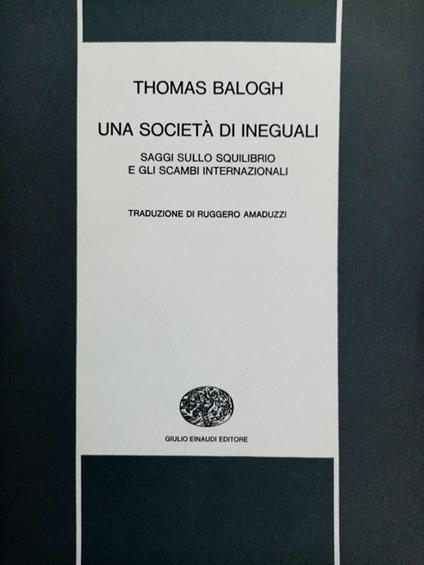 THOMAS BALOGH
UNA SOCIETÀ DI INEGUALI
SAGGI SULLO SQUILIBRIO
E GLI SCAMBI INTERNAZIONALI
TRADUZIONE DI RUGGERO AMADUZZI
GIULIO EINAUDI EDITORE